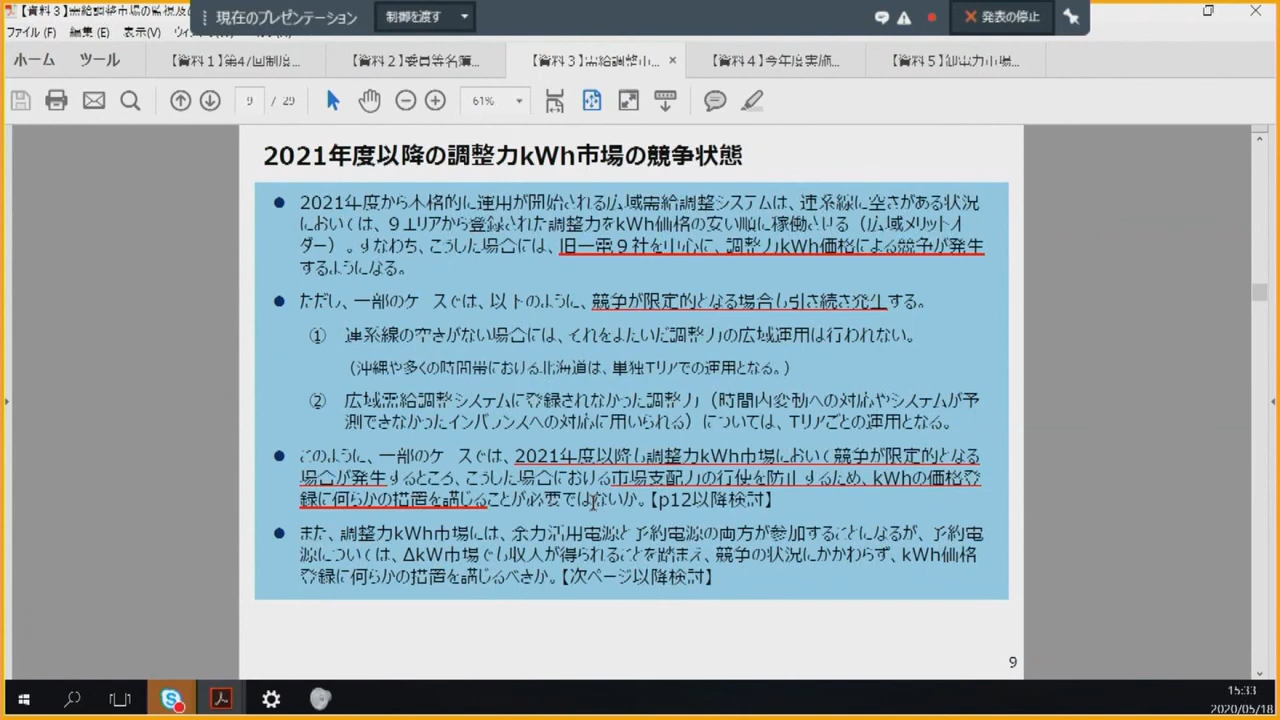 【資料３】需給調整市場の監視及
現在のプレゼンテーション
制御を渡す
発表の停止
ファイル(F) 編集(E) 表示(V)
ホーム ツール 【資料１】第47回制度... 【資料２】委員等名簿... 【資料３】需給調整市... × 【資料４】今年度実施... 【資料５】卸電力市場...
9 / 29 61%
2021年度以降の調整力kWh市場の競争状態
● 2021年度から本格的に運用が開始される広域需給調整システムは、連系線に空きがある状況
においては、９エリアから登録された調整力をkWh価格の安い順に稼働させる（広域メリットオ
ダー）。すなわち、こうした場合には、旧一電９社を中心に、調整力kWh価格による競争が発生
するようになる。
● ただし、一部のケースでは、以下のように、競争が限定的となる場合も引き続き発生する。
① 連系線の空きがない場合には、それをまたいだ調整力の広域運用は行われない。
（沖縄や多くの時間帯における北海道は、単独エリアでの運用となる。）
② 広域需給調整システムに登録されなかった調整力（時間内変動への対応やシステムが予
測できなかったインバランスへの対応に用いられる）については、エリアごとの運用となる。
● このように、一部のケースでは、2021年度以降も調整力kWh市場において競争が限定的となる
場合が発生するところ、こうした場合における市場支配力の行使を防止するため、kWhの価格登
録に何らかの措置を講じることが必要ではないか。【p12以降検討】
● また、調整力kWh市場には、余力活用電源と予約電源の両方が参加することになるが、予約電
源については、ΔkW市場でも収入が得られることを踏まえ、競争の状況にかかわらず、kWh価格
登録に何らかの措置を講じるべきか。【次ページ以降検討】
9
15:33
2020/05/18